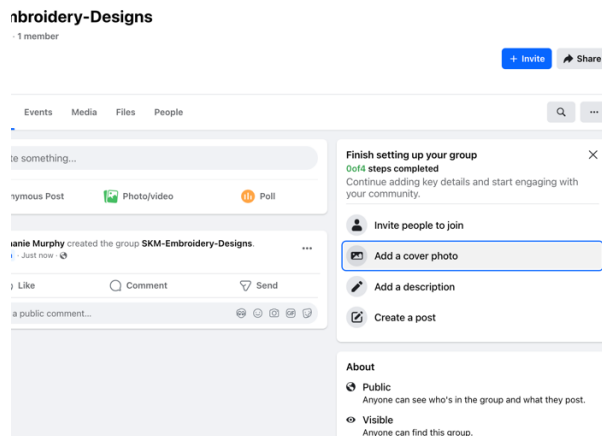 nbroidery-Designs
· 1 member
+ Invite
Share
Events Media Files People
te something...
nymous Post
Photo/video
Poll
anie Murphy created the group SKM-Embroidery-Designs.
· Just now ·
Like
Comment
Send
a public comment...
Finish setting up your group
0of4 steps completed
Continue adding key details and start engaging with
your community.
Invite people to join
Add a cover photo
Add a description
Create a post
About
Public
Anyone can see who's in the group and what they post.
Visible
Anyone can find this group.